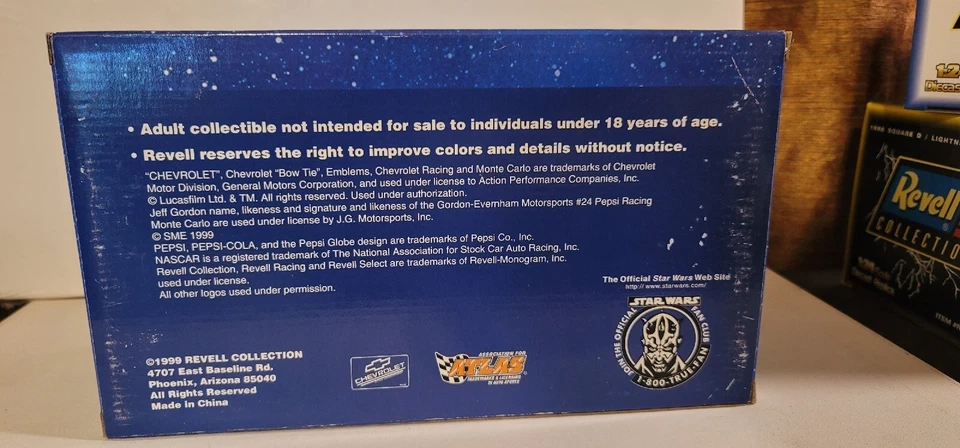 • Adult collectible not intended for sale to individuals under 18 years of age.
• Revell reserves the right to improve colors and details without notice.
"CHEVROLET", Chevrolet "Bow Tie", Emblems, Chevrolet Racing and Monte Carlo are trademarks of Chevrolet
Motor Division, General Motors Corporation, and used under license to Action Performance Companies, Inc.
© Lucasfilm Ltd. & TM. All rights reserved. Used under authorization.
Jeff Gordon name, likeness and signature and likeness of the Gordon-Evernham Motorsports #24 Pepsi Racing
Monte Carlo are used under license by J.G. Motorsports, Inc.
© SME 1999
PEPSI, PEPSI-COLA, and the Pepsi Globe design are trademarks of Pepsi Co., Inc.
NASCAR is a registered trademark of The National Association for Stock Car Auto Racing, Inc.
Revell Collection, Revell Racing and Revell Select are trademarks of Revell-Monogram, Inc.
used under license.
All other logos used under permission.
The Official Star Wars Web Site
http://www.starwars.com/
©1999 REVELL COLLECTION
4707 East Baseline Rd.
Phoenix, Arizona 85040
All Rights Reserved
Made in China
CHEVROLET
ASSOCIATION FOR
ATLAS
TRADEMARKS & LICENSING
IN AUTO SPORTS
STAR WARS
JOIN THE OFFICIAL FAN CLUB
1-800-TRUE-FAN
Revell
COLLECTIO
ITEM